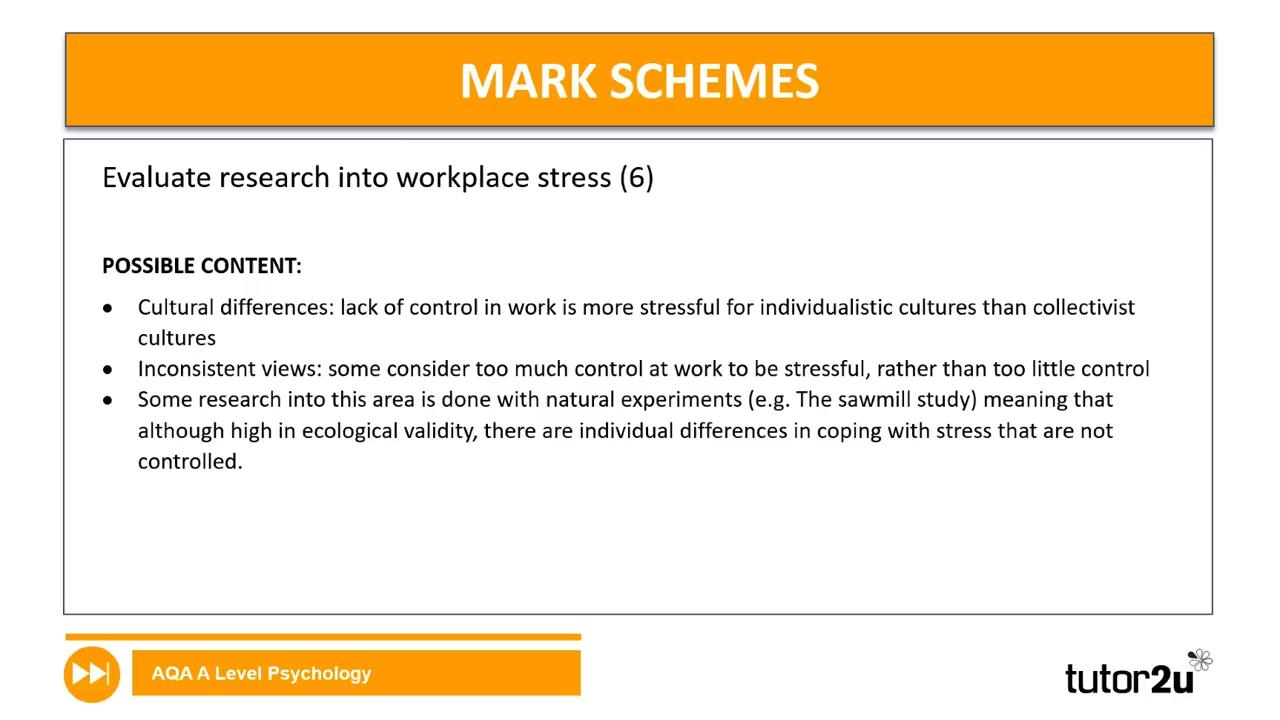 MARK SCHEMES
Evaluate research into workplace stress (6)
POSSIBLE CONTENT:
● Cultural differences: lack of control in work is more stressful for individualistic cultures than collectivist
cultures
● Inconsistent views: some consider too much control at work to be stressful, rather than too little control
● Some research into this area is done with natural experiments (e.g. The sawmill study) meaning that
although high in ecological validity, there are individual differences in coping with stress that are not
controlled.
AQA A Level Psychology
tutor2u